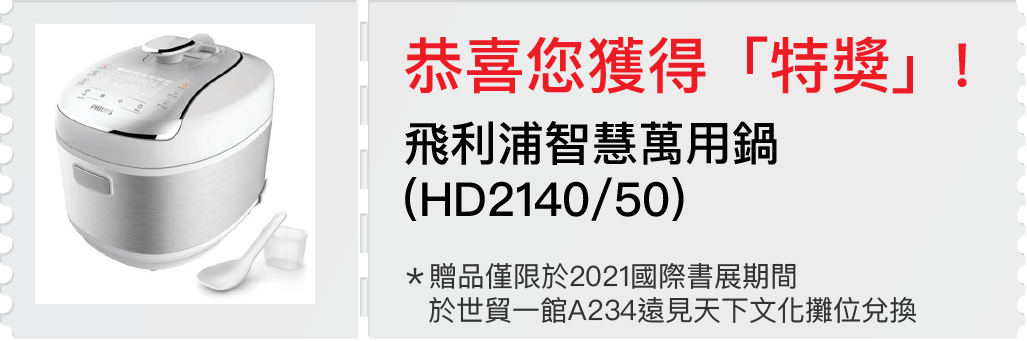 PHILIPS
恭喜您獲得「特獎」!
飛利浦智慧萬用鍋
(HD2140/50)
＊贈品僅限於2021國際書展期間
於世貿一館A234遠見天下文化攤位兌換